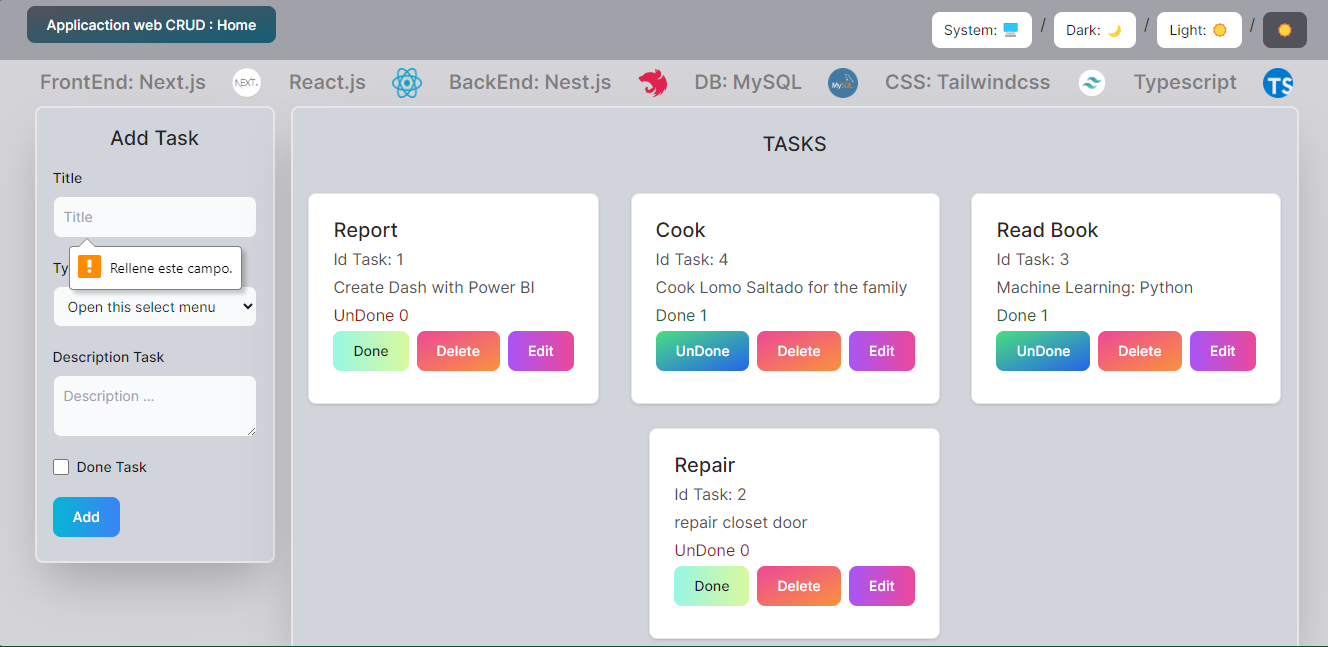 Applicaction web CRUD : Home
System: / Dark: / Light: /
FrontEnd: Next.js NEXT. React.js BackEnd: Nest.js DB: MySQL MySQL CSS: Tailwindcss Typescript TS
Add Task
Title
Title
Rellene este campo.
Ty
Open this select menu
Description Task
Description ...
Done Task
Add
TASKS
Report
Id Task: 1
Create Dash with Power BI
UnDone 0
Done Delete Edit
Cook
Id Task: 4
Cook Lomo Saltado for the family
Done 1
UnDone Delete Edit
Read Book
Id Task: 3
Machine Learning: Python
Done 1
UnDone Delete Edit
Repair
Id Task: 2
repair closet door
UnDone 0
Done Delete Edit